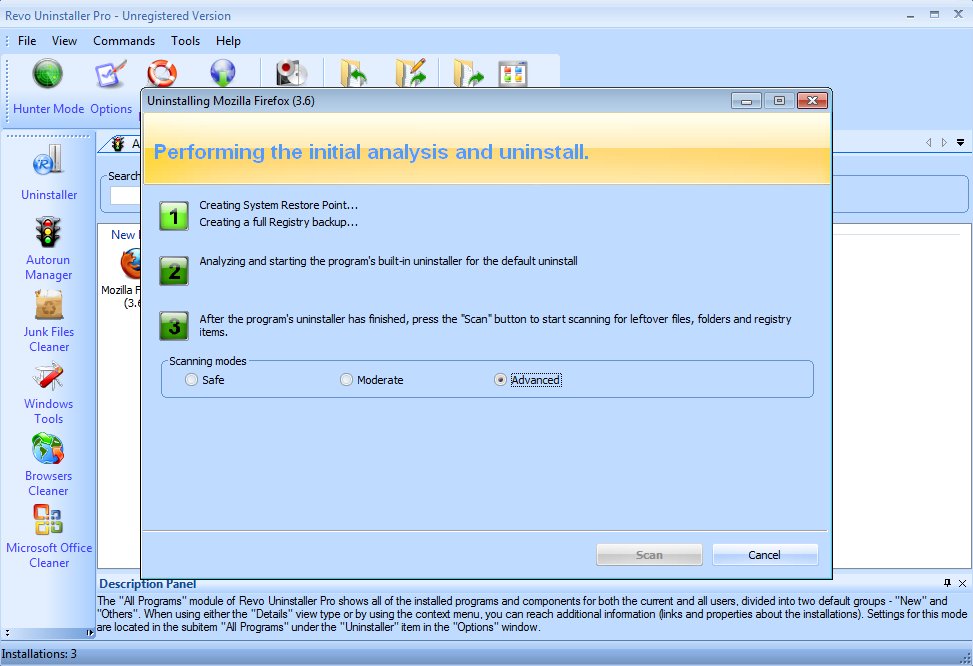 Revo Uninstaller Pro - Unregistered Version
File View Commands Tools Help
Hunter Mode Options
Uninstaller
Autorun
Manager
Junk Files
Cleaner
Windows
Tools
Browsers
Cleaner
Microsoft Office
Cleaner
A
Search
New
Mozilla F
(3.6
Uninstalling Mozilla Firefox (3.6)
Performing the initial analysis and uninstall.
1
Creating System Restore Point...
Creating a full Registry backup...
2
Analyzing and starting the program's built-in uninstaller for the default uninstall
3
After the program's uninstaller has finished, press the "Scan" button to start scanning for leftover files, folders and registry
items.
Scanning modes
Safe Moderate Advanced
Scan Cancel
Description Panel
The "All Programs" module of Revo Uninstaller Pro shows all of the installed programs and components for both the current and all users, divided into two default groups - "New" and
"Others". When using either the "Details" view type or by using the context menu, you can reach additional information (links and properties about the installations). Settings for this mode
are located in the subitem "All Programs" under the "Uninstaller" item in the "Options" window.
Installations: 3